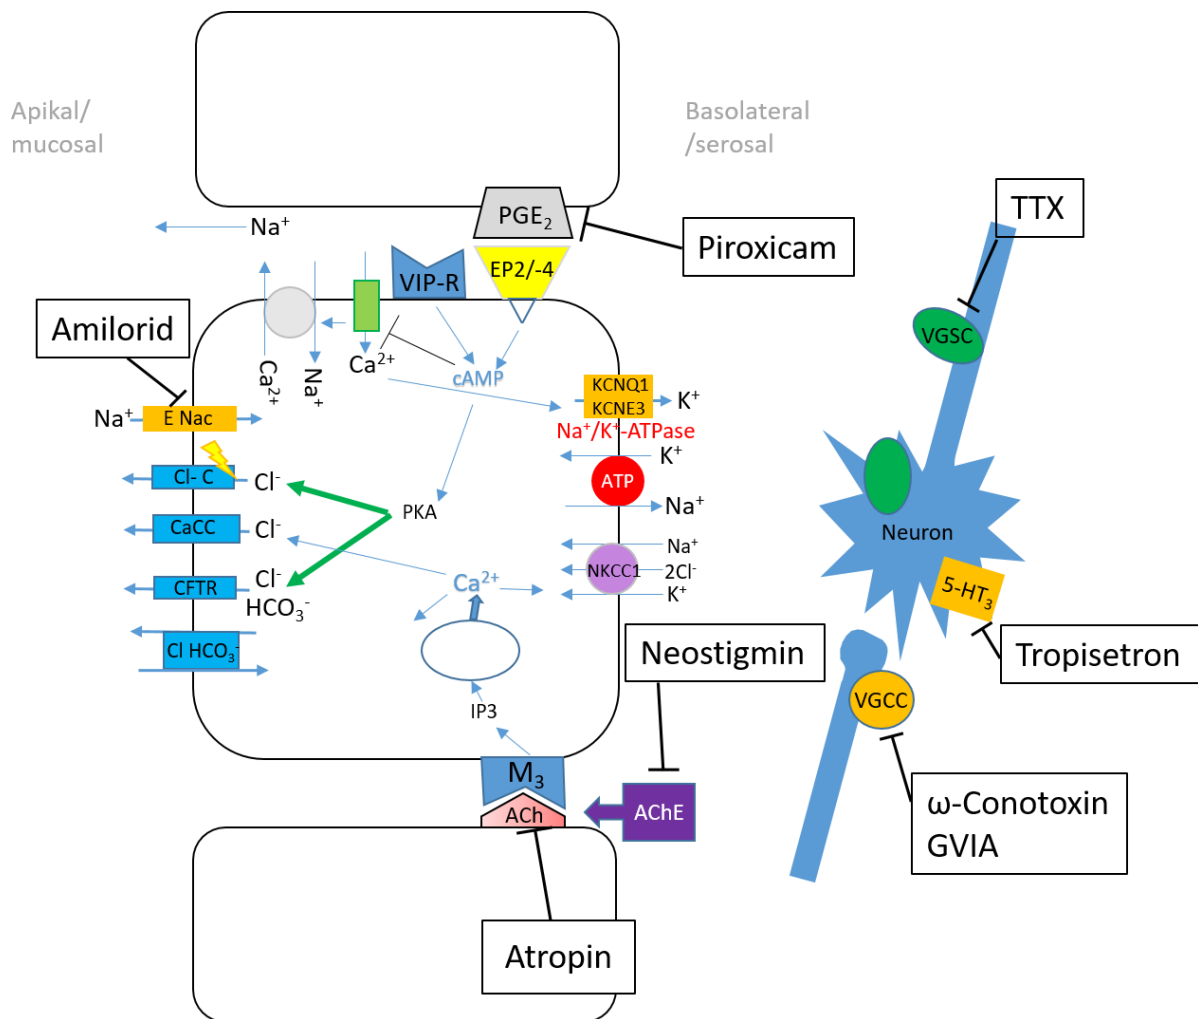 Apikal/
mucosal
Basolateral
/serosal
PGE₂
Piroxicam
TTX
Na⁺
VIP-R
EP2/-4
VGSC
Amilorid
Ca²⁺
Na⁺
Ca²⁺
cAMP
KCNQ1
KCNE3
K⁺
Na⁺
E Nac
Na⁺/K⁺-ATPase
K⁺
Cl- C
Cl⁻
ATP
PKA
Na⁺
CaCC
Cl⁻
Neuron
Na⁺
NKCC1
2Cl⁻
K⁺
Ca²⁺
CFTR
Cl⁻
HCO₃⁻
5-HT₃
Cl HCO₃⁻
Neostigmin
Tropisetron
IP3
VGCC
M₃
ACh
AChE
ω-Conotoxin
GVIA
Atropin